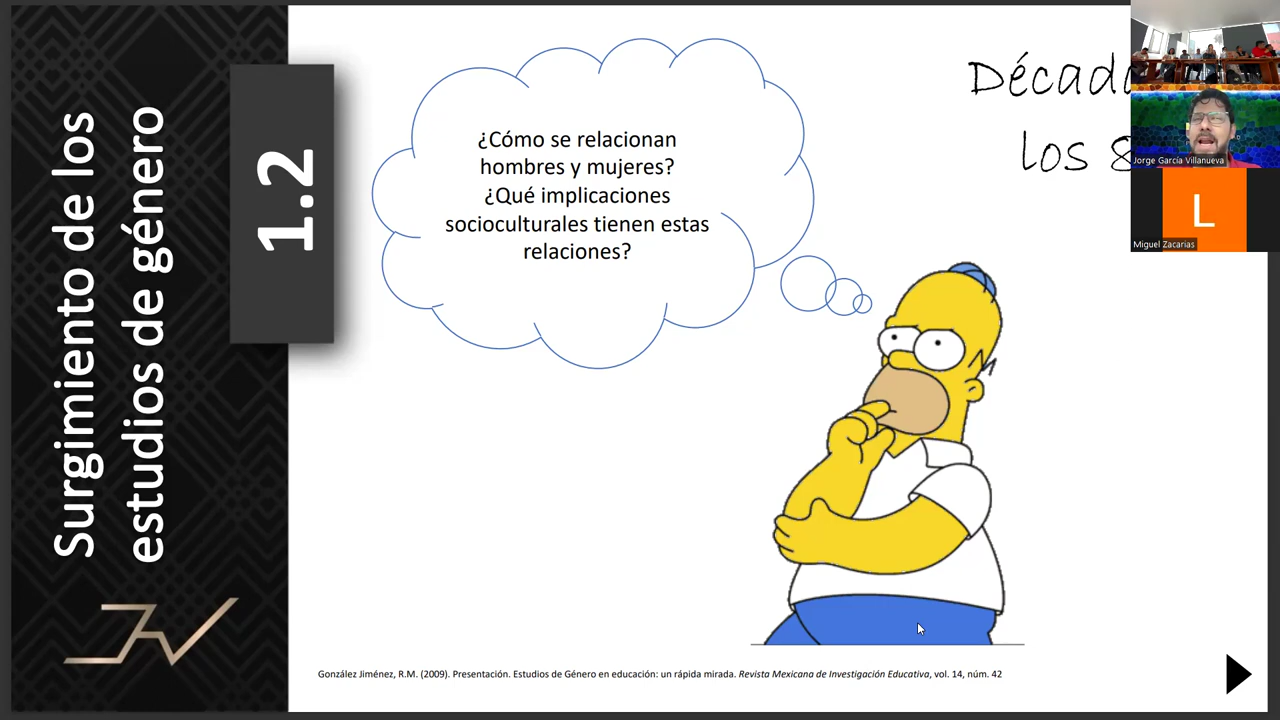 Surgimiento de los
estudios de género
1.2
¿Cómo se relacionan
hombres y mujeres?
¿Qué implicaciones
socioculturales tienen estas
relaciones?
los
Jorge García Villanueva
L
Miguel Zacarias
JV
González Jiménez, R.M. (2009). Presentación. Estudios de Género en educación: un rápida mirada. Revista Mexicana de Investigación Educativa, vol. 14, núm. 42